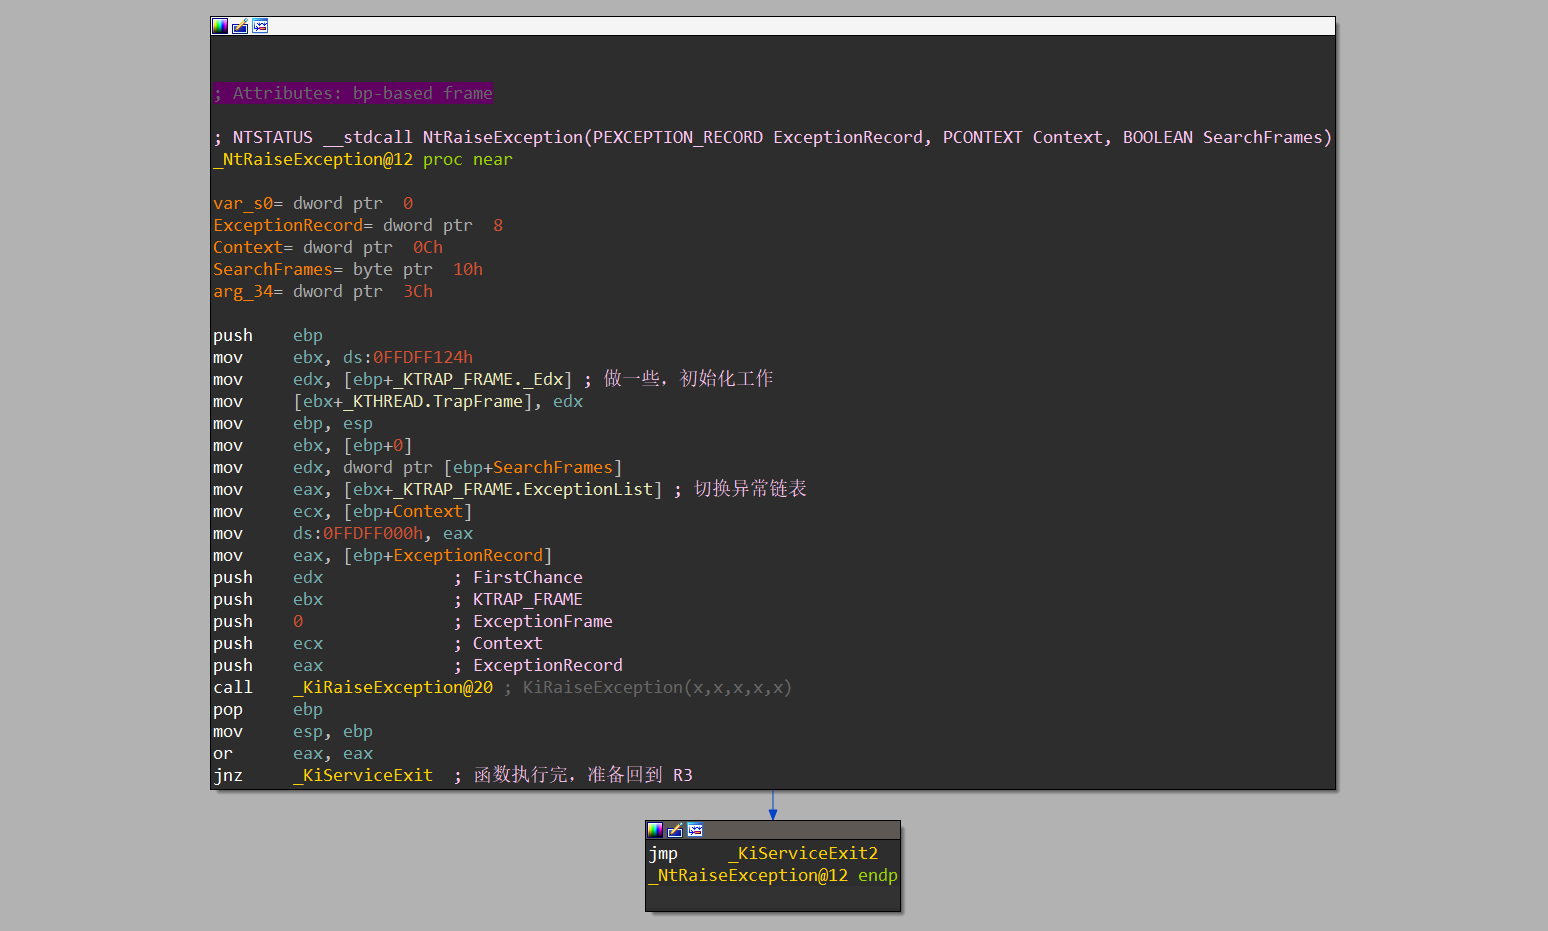 ; Attributes: bp-based frame
; NTSTATUS __stdcall NtRaiseException(PEXCEPTION_RECORD ExceptionRecord, PCONTEXT Context, BOOLEAN SearchFrames)
_NtRaiseException@12 proc near
var_s0= dword ptr  0
ExceptionRecord= dword ptr  8
Context= dword ptr  0Ch
SearchFrames= byte ptr  10h
arg_34= dword ptr  3Ch
push    ebp
mov     ebx, ds:0FFDFF124h
mov     edx, [ebp+_KTRAP_FRAME._Edx] ; 做一些，初始化工作
mov     [ebx+_KTHREAD.TrapFrame], edx
mov     ebp, esp
mov     ebx, [ebp+0]
mov     edx, dword ptr [ebp+SearchFrames]
mov     eax, [ebx+_KTRAP_FRAME.ExceptionList] ; 切换异常链表
mov     ecx, [ebp+Context]
mov     ds:0FFDFF000h, eax
mov     eax, [ebp+ExceptionRecord]
push    edx             ; FirstChance
push    ebx             ; KTRAP_FRAME
push    0               ; ExceptionFrame
push    ecx             ; Context
push    eax             ; ExceptionRecord
call    _KiRaiseException@20 ; KiRaiseException(x,x,x,x,x)
pop     ebp
mov     esp, ebp
or      eax, eax
jnz     _KiServiceExit  ; 函数执行完，准备回到 R3
jmp     _KiServiceExit2
_NtRaiseException@12 endp